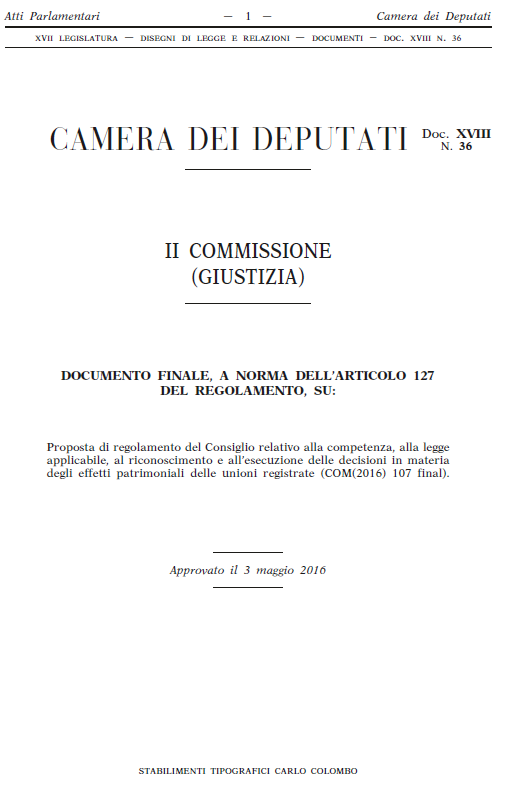 Atti Parlamentari — 1 — Camera dei Deputati
XVII LEGISLATURA — DISEGNI DI LEGGE E RELAZIONI — DOCUMENTI — DOC. XVIII N. 36
CAMERA DEI DEPUTATI Doc. XVIII
N. 36
II COMMISSIONE
(GIUSTIZIA)
DOCUMENTO FINALE, A NORMA DELL'ARTICOLO 127
DEL REGOLAMENTO, SU:
Proposta di regolamento del Consiglio relativo alla competenza, alla legge
applicabile, al riconoscimento e all'esecuzione delle decisioni in materia
degli effetti patrimoniali delle unioni registrate (COM(2016) 107 final).
Approvato il 3 maggio 2016
STABILIMENTI TIPOGRAFICI CARLO COLOMBO